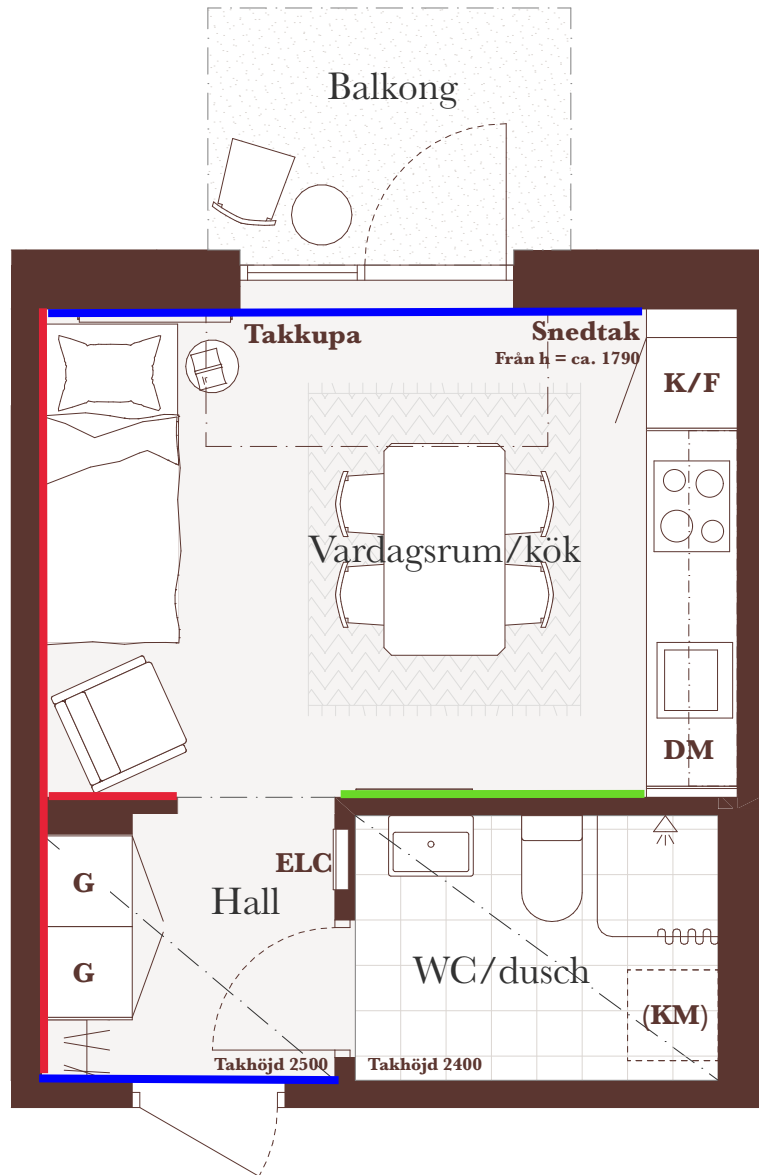 Balkong
Takkupa
Snedtak
Från h = ca. 1790
K/F
Vardagsrum/kök
DM
ELC
G
Hall
G
WC/dusch
(KM)
Takhöjd 2500
Takhöjd 2400